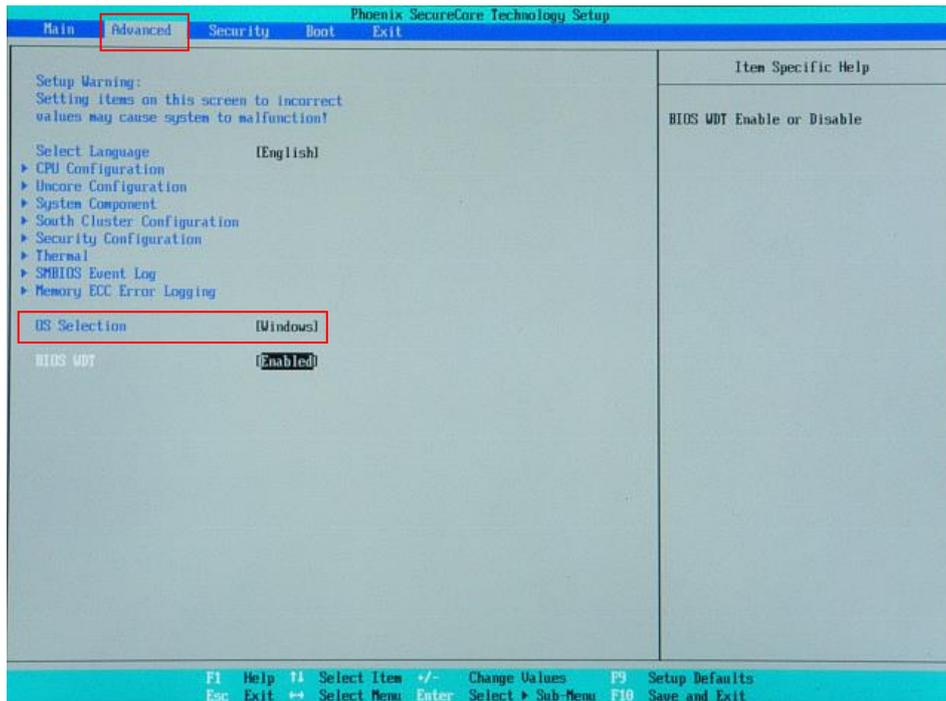 Phoenix SecureCore Technology Setup
Main Advanced Security Boot Exit
Setup Warning:
Setting items on this screen to incorrect
values may cause system to malfunction!
Select Language [English]
▶ CPU Configuration
▶ Uncore Configuration
▶ System Component
▶ South Cluster Configuration
▶ Security Configuration
▶ Thermal
▶ SMBIOS Event Log
▶ Memory ECC Error Logging
OS Selection [Windows]
BIOS WDT [Enabled]
Item Specific Help
BIOS WDT Enable or Disable
F1 Help ↑↓ Select Item +/- Change Values F9 Setup Defaults
Esc Exit ↔ Select Menu Enter Select ▶ Sub-Menu F10 Save and Exit